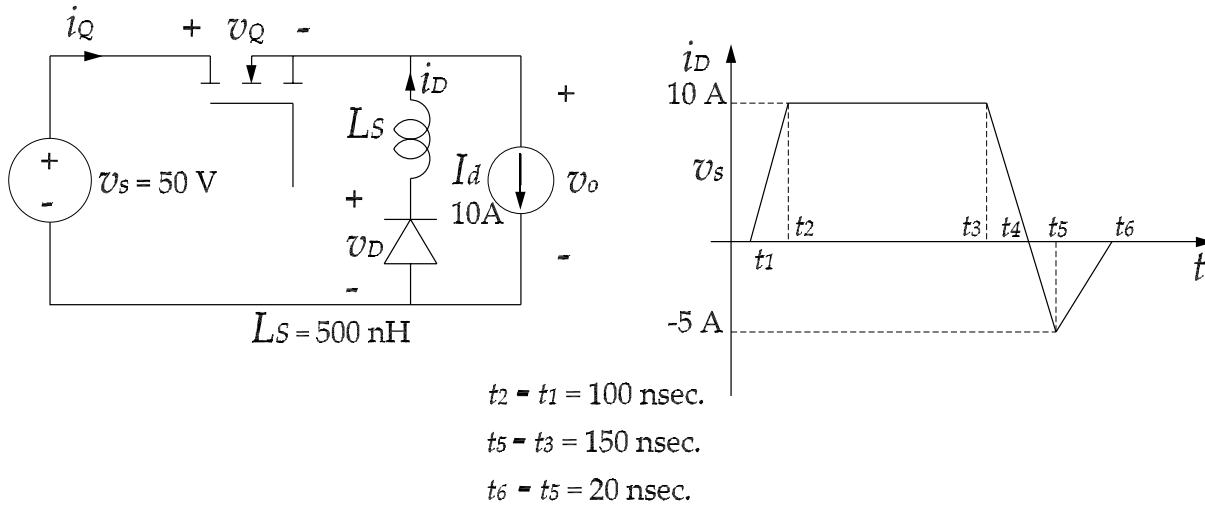 iQ + vQ -
+ - vs = 50 V
LS
iD
+ vD -
Id
10A
+ vo -
LS = 500 nH
iD
10 A
vs
t1 t2 t3 t4 t5 t6
t
-5 A
t2 - t1 = 100 nsec.
t5 - t3 = 150 nsec.
t6 - t5 = 20 nsec.